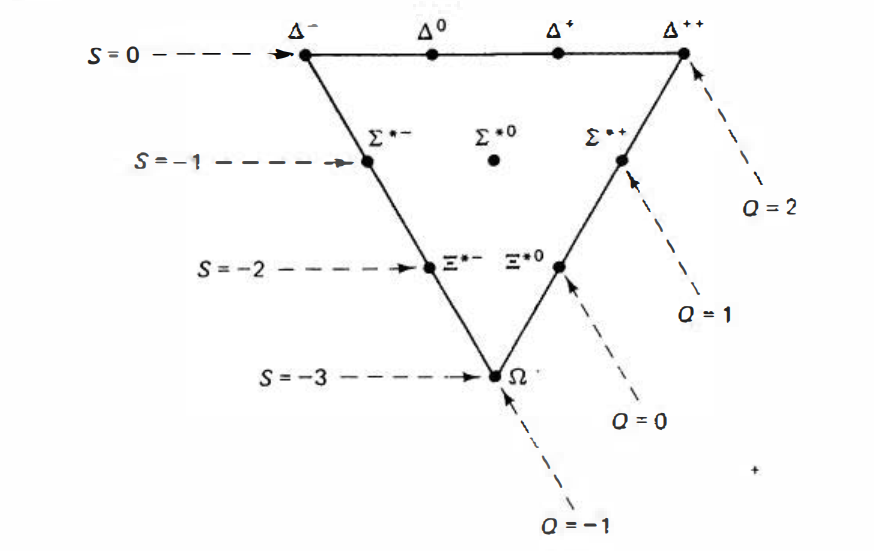 Δ⁻ Δ⁰ Δ⁺ Δ⁺⁺
S = 0
Σ*⁻ Σ*⁰ Σ*⁺
S = -1
Q = 2
Ξ*⁻ Ξ*⁰
S = -2
Q = 1
S = -3
Ω
Q = 0
+
Q = -1